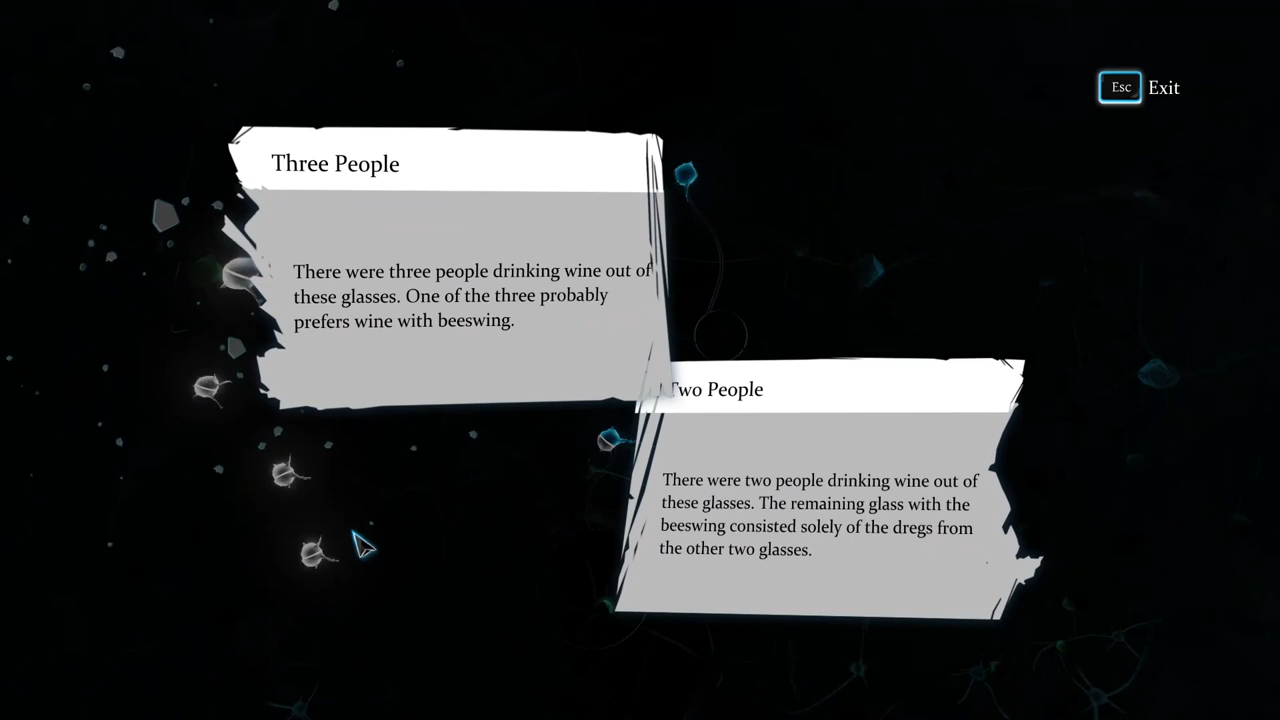 Esc Exit
Three People
There were three people drinking wine out of
these glasses. One of the three probably
prefers wine with beeswing.
Two People
There were two people drinking wine out of
these glasses. The remaining glass with the
beeswing consisted solely of the dregs from
the other two glasses.